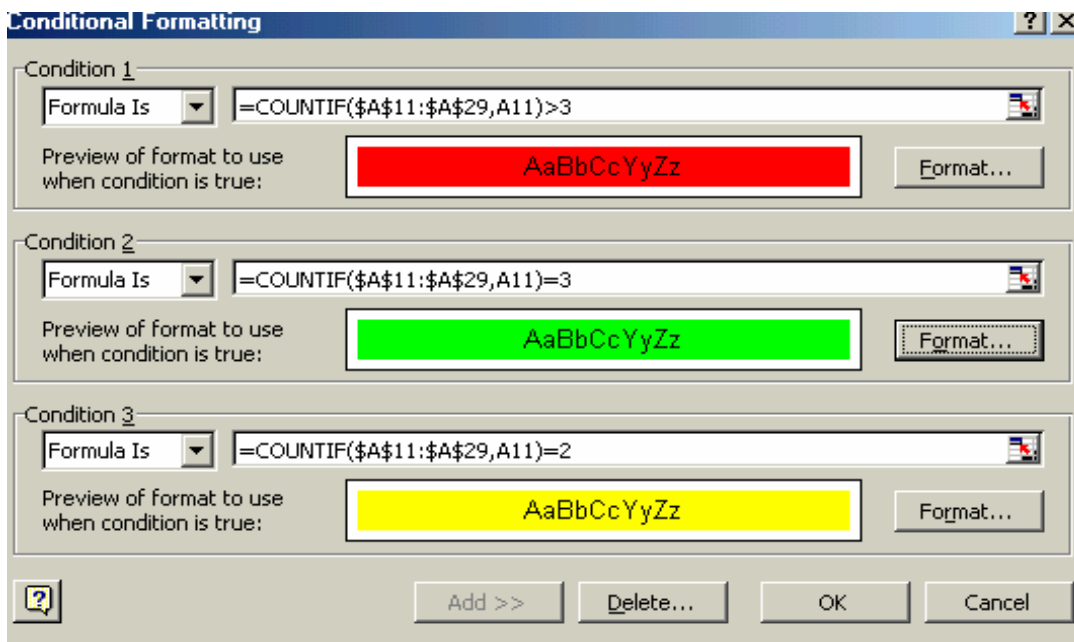 Conditional Formatting
Condition 1
Formula Is =COUNTIF($A$11:$A$29,A11)>3
Preview of format to use
when condition is true:
AaBbCcYyZz
Format...
Condition 2
Formula Is =COUNTIF($A$11:$A$29,A11)=3
Preview of format to use
when condition is true:
AaBbCcYyZz
Format...
Condition 3
Formula Is =COUNTIF($A$11:$A$29,A11)=2
Preview of format to use
when condition is true:
AaBbCcYyZz
Format...
Add >> Delete... OK Cancel